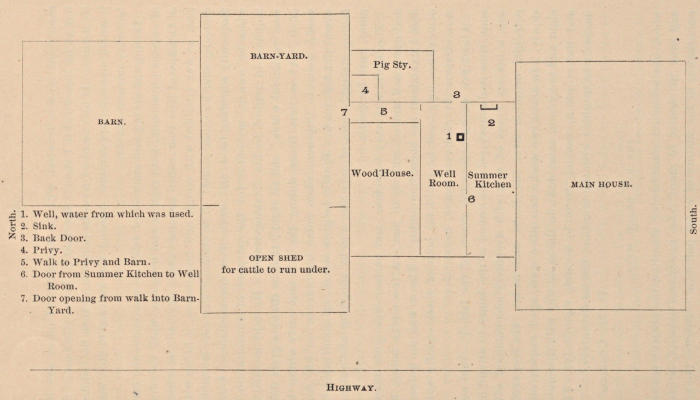 BARN-YARD.
Pig Sty.
4
3
7
5
2
BARN.
1
Wood House.
Well
Room.
Summer
Kitchen
MAIN HOUSE.
6
North.
South.
1. Well, water from which was used.
2. Sink.
3. Back Door.
4. Privy.
5. Walk to Privy and Barn.
6. Door from Summer Kitchen to Well
Room.
7. Door opening from walk into Barn-
Yard.
OPEN SHED
for cattle to run under.
HIGHWAY.